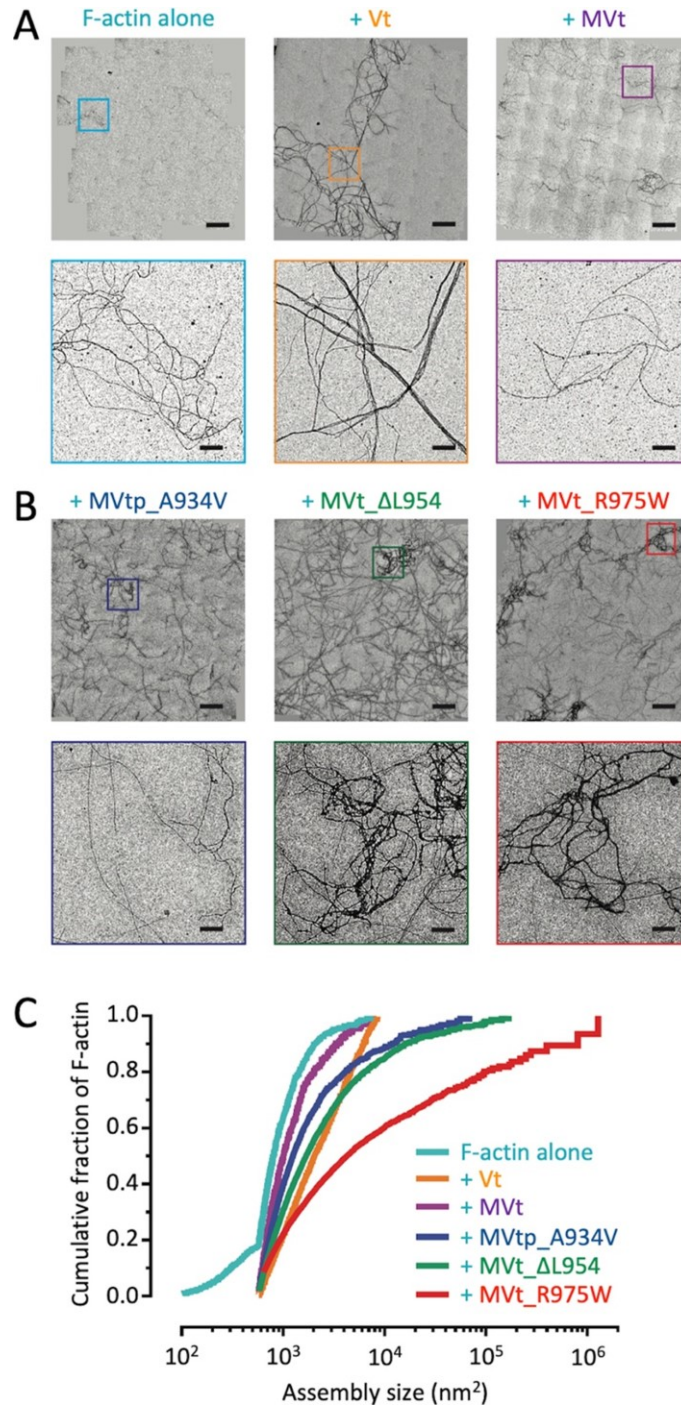 A
F-actin alone
+ Vt
+ MVt
B
+ MVtp_A934V
+ MVt_ΔL954
+ MVt_R975W
C
Cumulative fraction of F-actin
1.0
0.8
0.6
0.4
0.2
0.0
F-actin alone
+ Vt
+ MVt
+ MVtp_A934V
+ MVt_ΔL954
+ MVt_R975W
10² 10³ 10⁴ 10⁵ 10⁶
Assembly size (nm²)